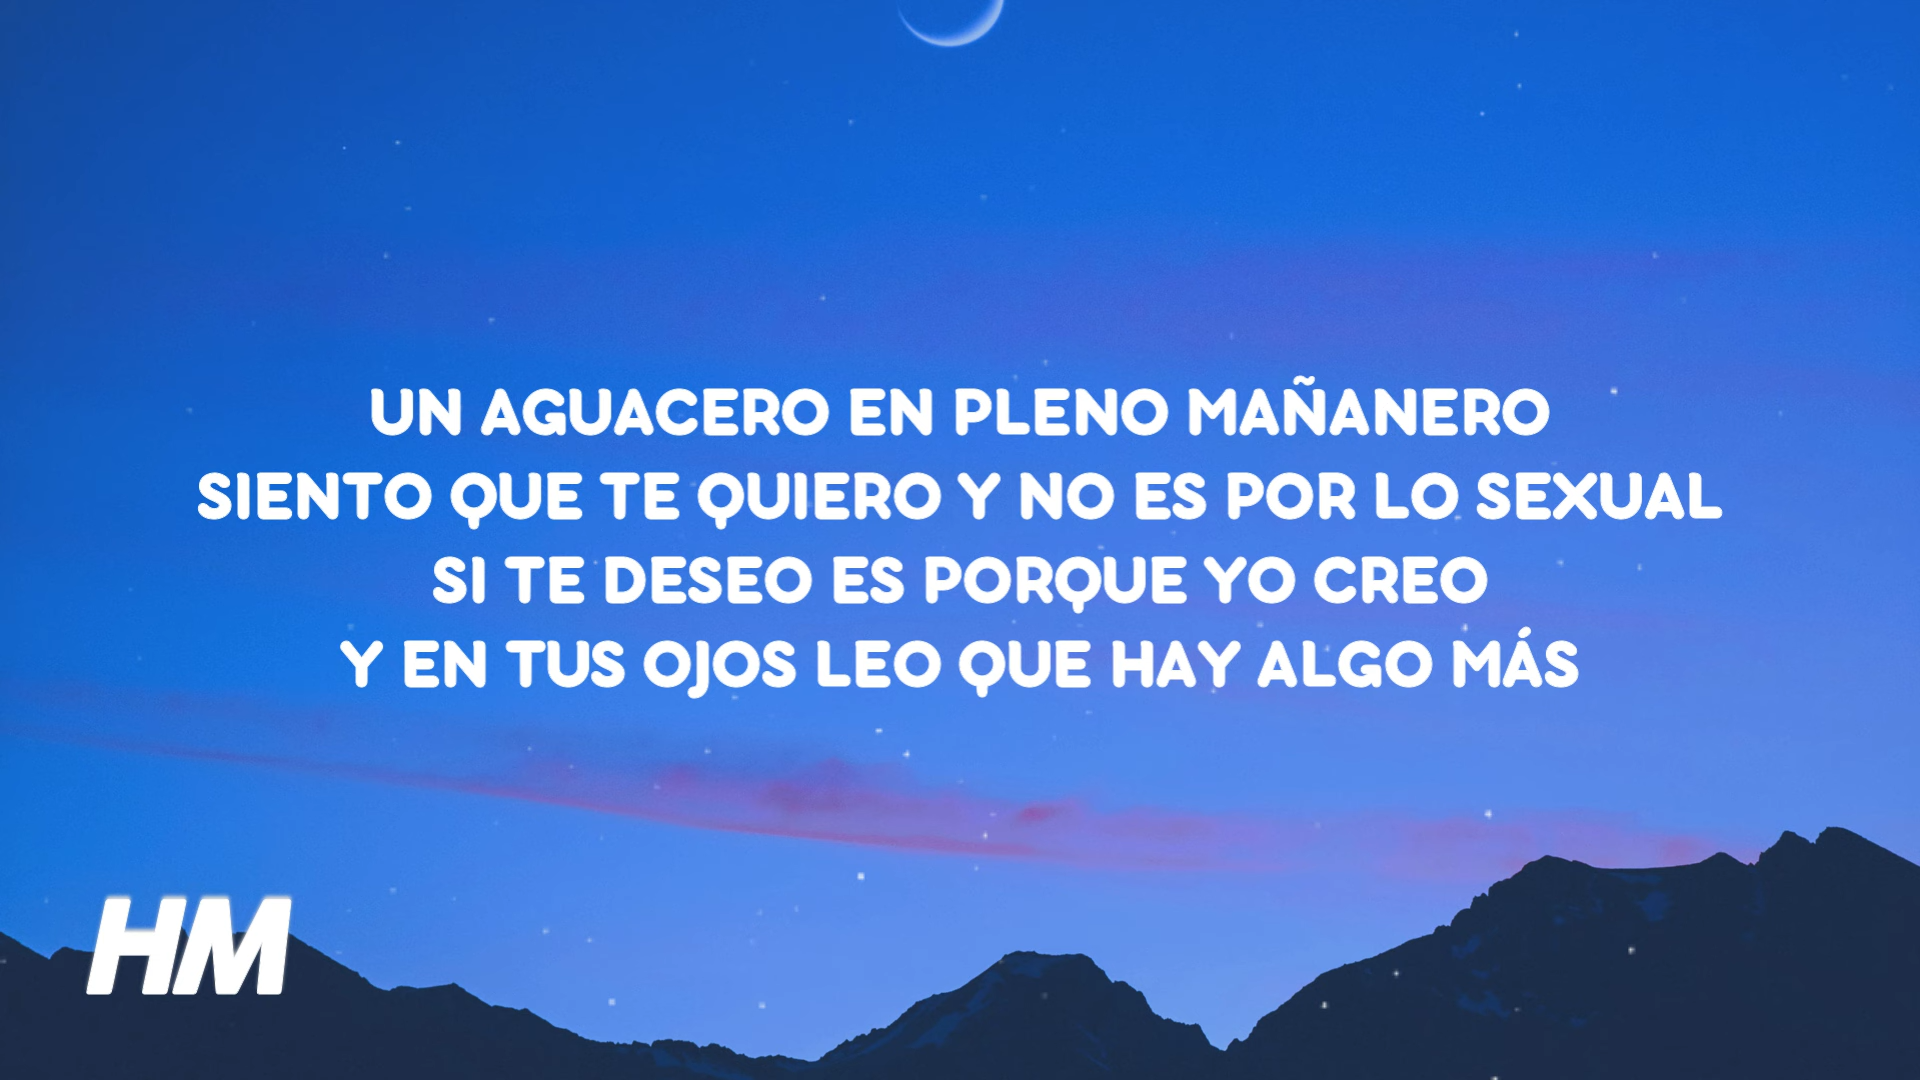 UN AGUACERO EN PLENO MAÑANERO
SIENTO QUE TE QUIERO Y NO ES POR LO SEXUAL
SI TE DESEO ES PORQUE YO CREO
Y EN TUS OJOS LEO QUE HAY ALGO MÁS
HM